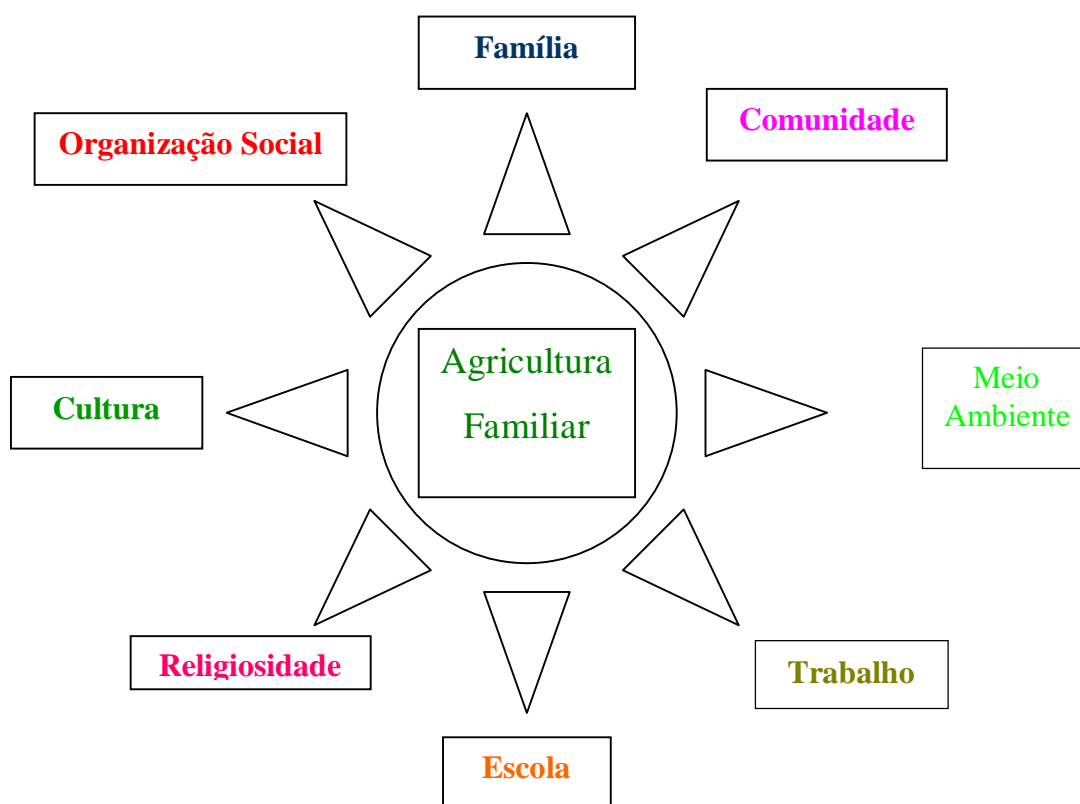 Família
Comunidade
Organização Social
Agricultura
Familiar
Meio
Ambiente
Cultura
Religiosidade
Trabalho
Escola